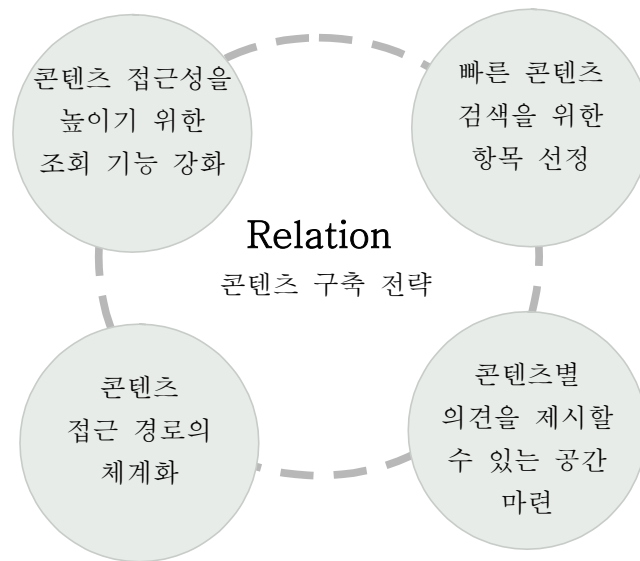 콘텐츠 접근성을
높이기 위한
조회 기능 강화
빠른 콘텐츠
검색을 위한
항목 선정
Relation
콘텐츠 구축 전략
콘텐츠
접근 경로의
체계화
콘텐츠별
의견을 제시할
수 있는 공간
마련